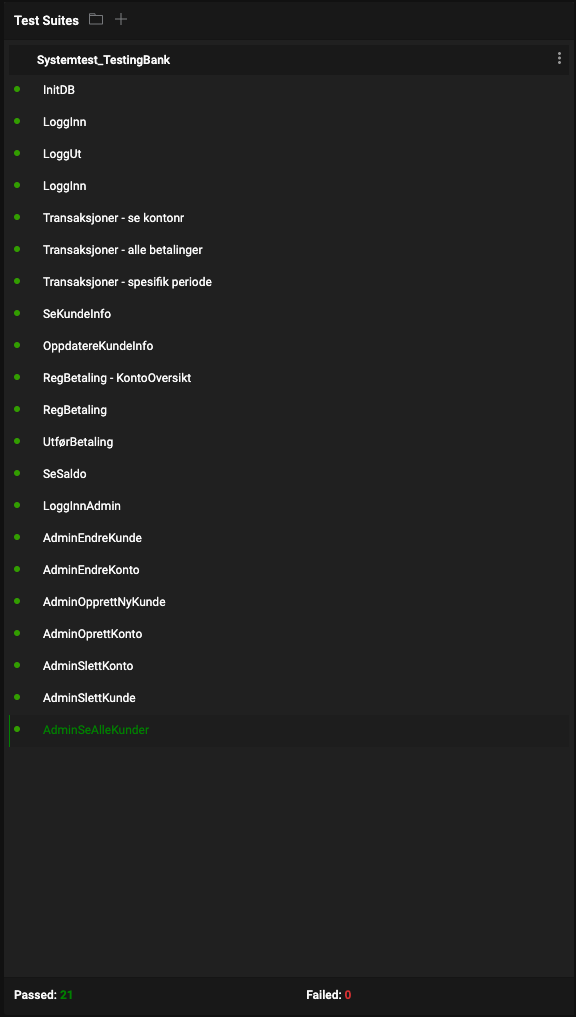 Test Suites
Systemtest_TestingBank
InitDB
LoggInn
LoggUt
LoggInn
Transaksjoner - se kontonr
Transaksjoner - alle betalinger
Transaksjoner - spesifik periode
SeKundeInfo
OppdatereKundeInfo
RegBetaling - KontoOversikt
RegBetaling
UtførBetaling
SeSaldo
LoggInnAdmin
AdminEndreKunde
AdminEndreKonto
AdminOpprettNyKunde
AdminOprettKonto
AdminSlettKonto
AdminSlettKunde
AdminSeAlleKunder
Passed: 21 Failed: 0